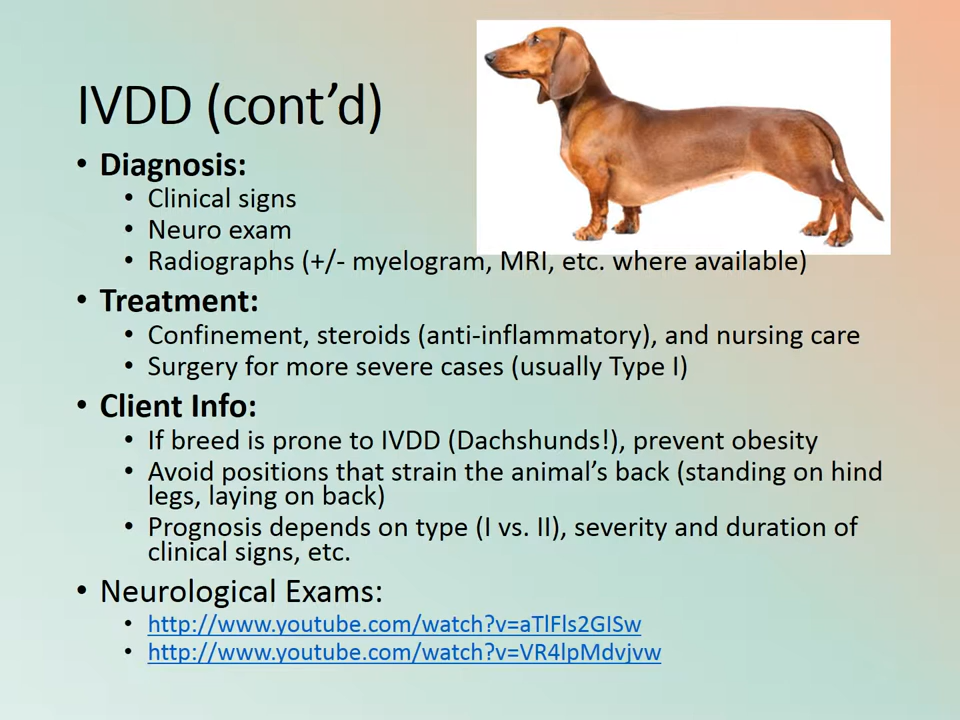 IVDD (cont’d)
• Diagnosis:
• Clinical signs
• Neuro exam
• Radiographs (+/- myelogram, MRI, etc. where available)
• Treatment:
• Confinement, steroids (anti-inflammatory), and nursing care
• Surgery for more severe cases (usually Type I)
• Client Info:
• If breed is prone to IVDD (Dachshunds!), prevent obesity
• Avoid positions that strain the animal’s back (standing on hind
legs, laying on back)
• Prognosis depends on type (I vs. II), severity and duration of
clinical signs, etc.
• Neurological Exams:
• http://www.youtube.com/watch?v=aTlFls2GISw
• http://www.youtube.com/watch?v=VR4lpMdvjvw